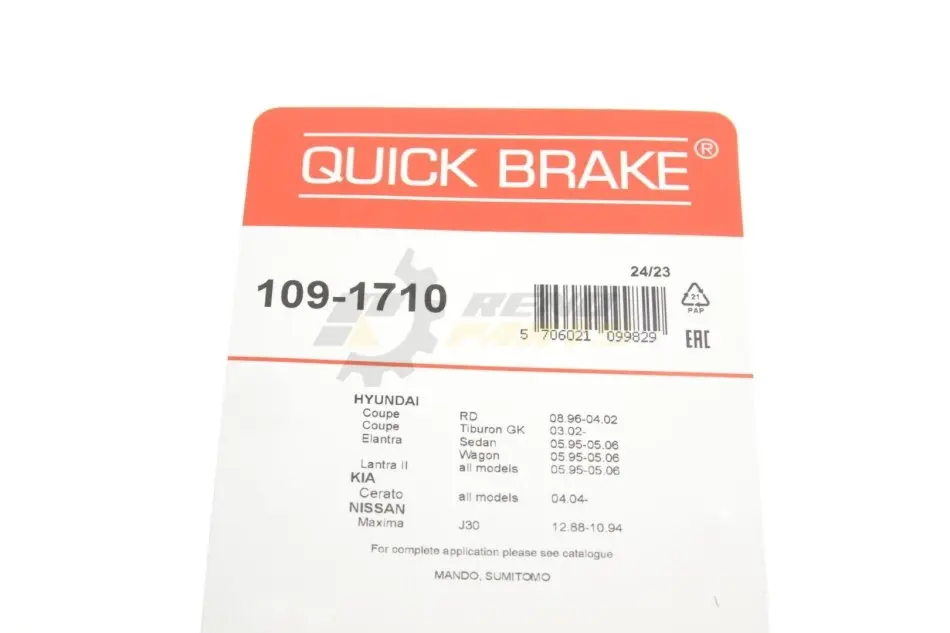 QUICK BRAKE®
24/23
109-1710
5 706021 099829
21
PAP
EAC
HYUNDAI
Coupe RD 08.96-04.02
Coupe Tiburon GK 03.02-
Elantra Sedan 05.95-05.06
Wagon 05.95-05.06
Lantra II all models 05.95-05.06
KIA
Cerato all models 04.04-
NISSAN
Maxima J30 12.88-10.94
For complete application please see catalogue
MANDO, SUMITOMO